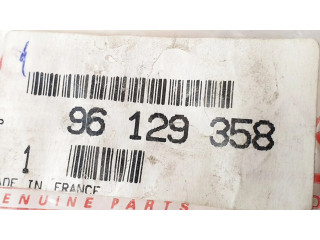 96 129 358
1
ADE IN FRANCE
ENUINE PARTS